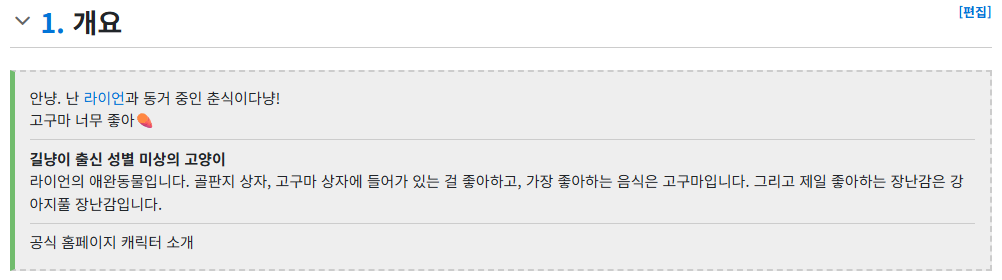 1. 개요
[편집]
안냥. 난 라이언과 동거 중인 춘식이다냥!
고구마 너무 좋아🍠
길냥이 출신 성별 미상의 고양이
라이언의 애완동물입니다. 골판지 상자, 고구마 상자에 들어가 있는 걸 좋아하고, 가장 좋아하는 음식은 고구마입니다. 그리고 제일 좋아하는 장난감은 강
아지풀 장난감입니다.
공식 홈페이지 캐릭터 소개